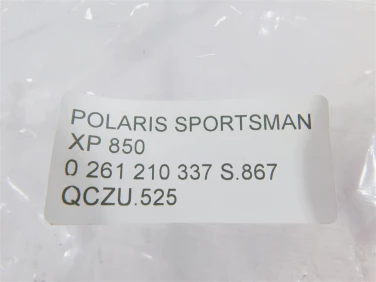 POLARIS SPORTSMAN
XP 850
0 261 210 337 S.867
QCZU.525